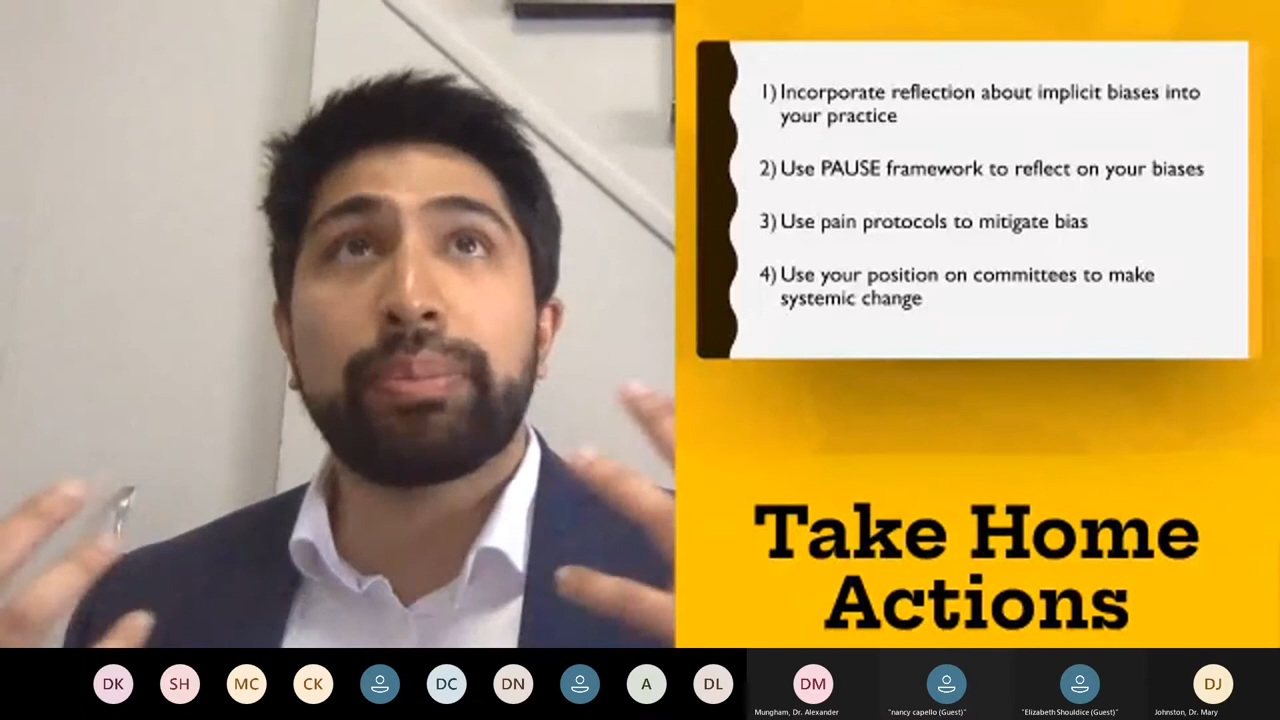 1) Incorporate reflection about implicit biases into
your practice
2) Use PAUSE framework to reflect on your biases
3) Use pain protocols to mitigate bias
4) Use your position on committees to make
systemic change
Take Home
Actions
DK
SH
MC
CK
DC
DN
A
DL
DM
DJ
Mungham, Dr. Alexander
"nancy capello (Guest)"
"Elizabeth Shouldice (Guest)"
Johnston, Dr. Mary